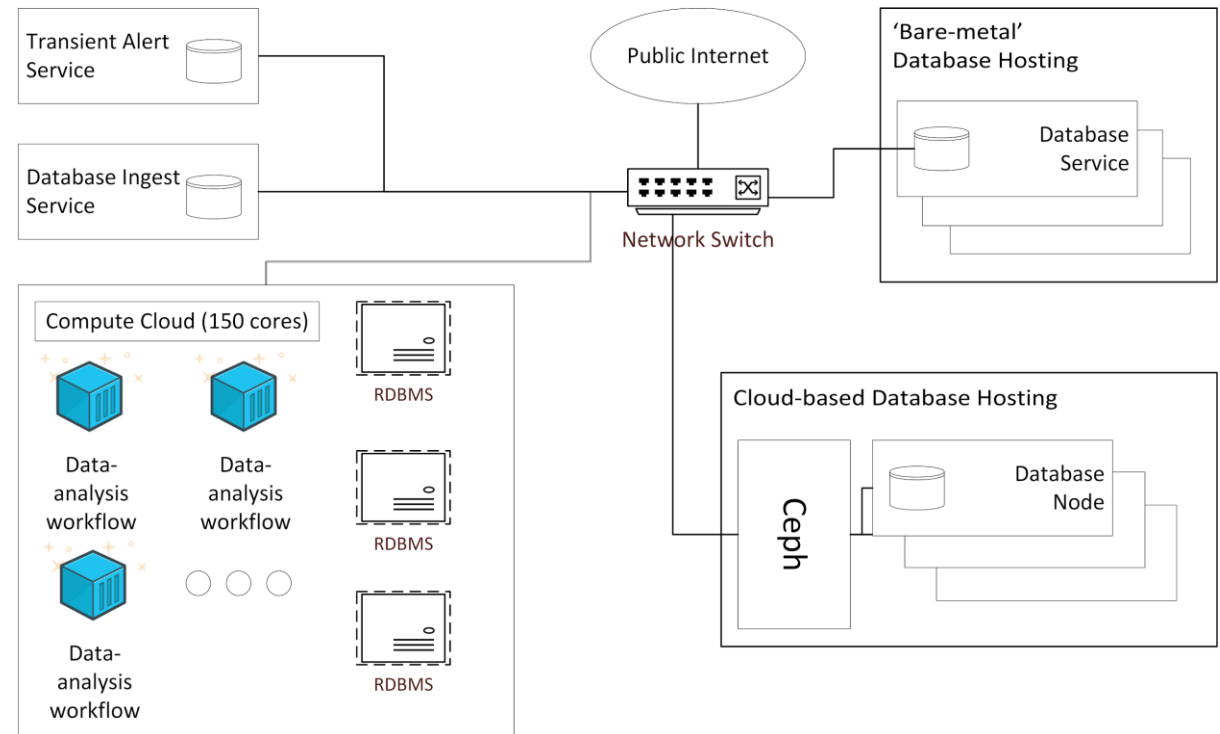 Transient Alert
Service
Database Ingest
Service
Public Internet
Network Switch
‘Bare-metal’
Database Hosting
Database
Service
Compute Cloud (150 cores)
Data-
analysis
workflow
Data-
analysis
workflow
Data-
analysis
workflow
RDBMS
RDBMS
RDBMS
Cloud-based Database Hosting
Ceph
Database
Node